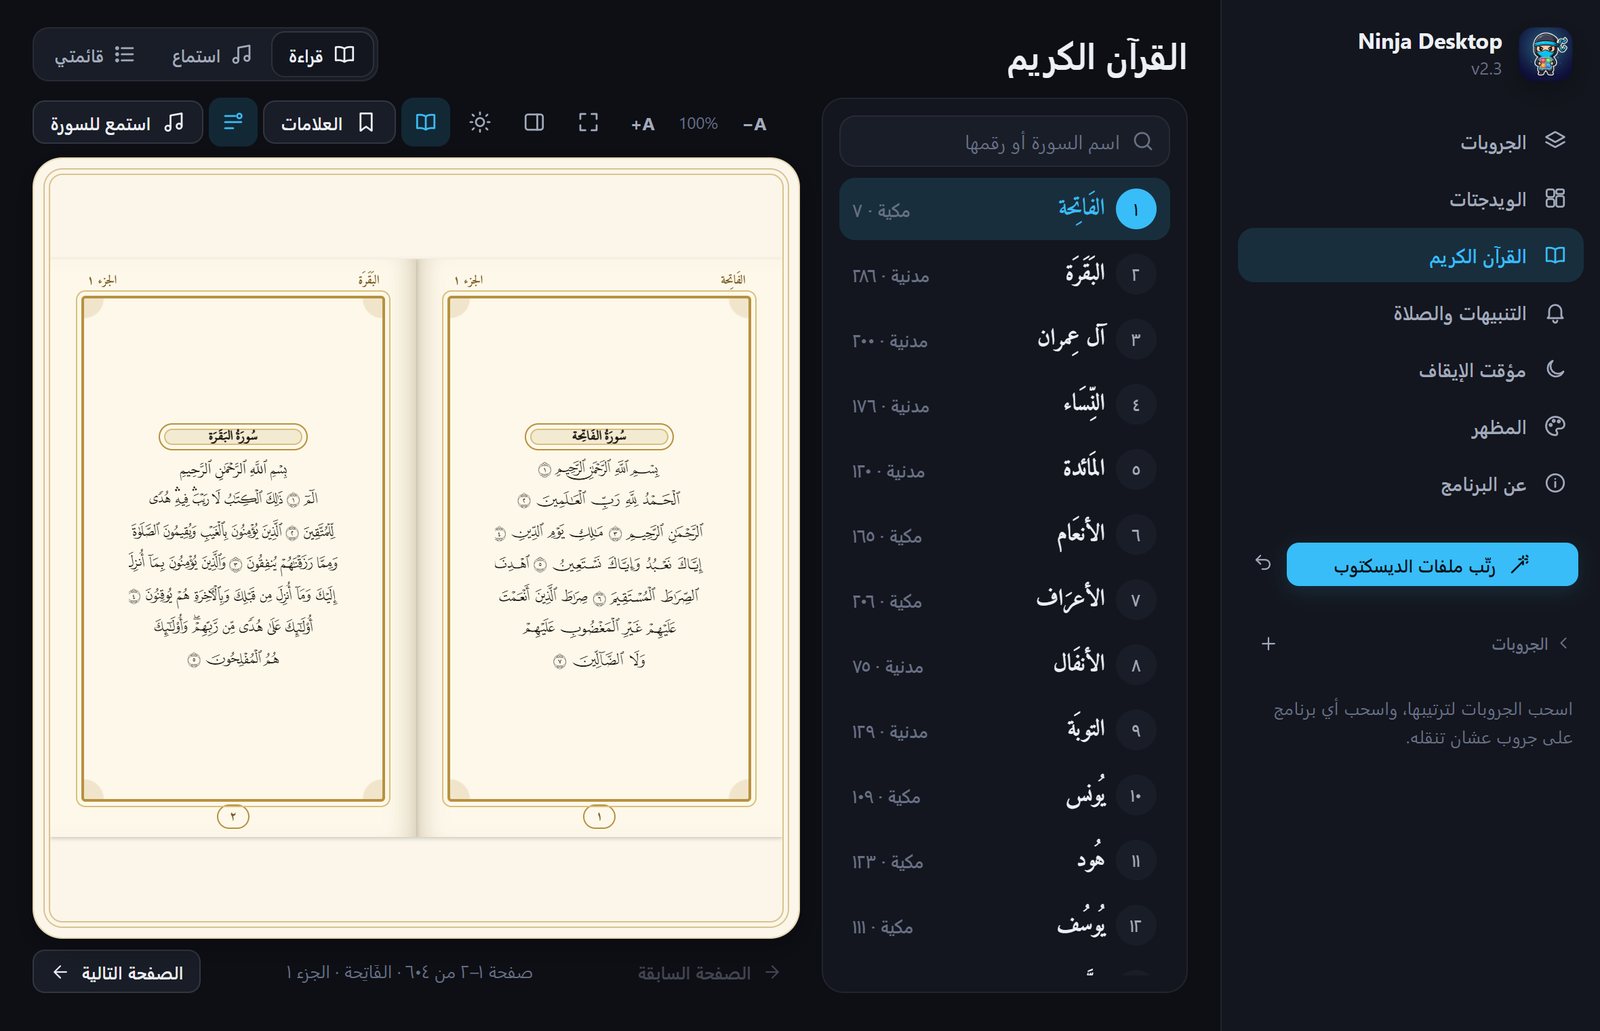 Ninja Desktop
v2.3
الجروبات
الويدجتات
القرآن الكريم
التنبيهات والصلاة
مؤقت الإيقاف
المظهر
عن البرنامج
رتّب ملفات الديسكتوب
الجروبات
اسحب الجروبات لترتيبها، واسحب أي برنامج
على جروب عشان تنقله.
القرآن الكريم
قراءة
استماع
قائمتي
−A
100%
+A
العلامات
استمع للسورة
اسم السورة أو رقمها
١ الفَاتِحة مكية · ٧
٢ البَقَرَة مدنية · ٢٨٦
٣ آل عِمران مدنية · ٢٠٠
٤ النِّسَاء مدنية · ١٧٦
٥ المَائدة مدنية · ١٢٠
٦ الأنعَام مكية · ١٦٥
٧ الأعرَاف مكية · ٢٠٦
٨ الأنفَال مدنية · ٧٥
٩ التوبَة مدنية · ١٢٩
١٠ يُونس مكية · ١٠٩
١١ هُود مكية · ١٢٣
١٢ يُوسُف مكية · ١١١
الفَاتِحة الجزء ١
سُورَةُ الفَاتِحة
بِسْمِ ٱللَّهِ ٱلرَّحْمَٰنِ ٱلرَّحِيمِ ١
ٱلْحَمْدُ لِلَّهِ رَبِّ ٱلْعَٰلَمِينَ ٢
ٱلرَّحْمَٰنِ ٱلرَّحِيمِ ٣ مَٰلِكِ يَوْمِ ٱلدِّينِ ٤
إِيَّاكَ نَعْبُدُ وَإِيَّاكَ نَسْتَعِينُ ٥ ٱهْدِنَا
ٱلصِّرَٰطَ ٱلْمُسْتَقِيمَ ٦ صِرَٰطَ ٱلَّذِينَ أَنْعَمْتَ
عَلَيْهِمْ غَيْرِ ٱلْمَغْضُوبِ عَلَيْهِمْ
وَلَا ٱلضَّآلِّينَ ٧
١
البَقَرَة الجزء ١
سُورَةُ البَقَرَة
بِسْمِ ٱللَّهِ ٱلرَّحْمَٰنِ ٱلرَّحِيمِ
الٓمٓ ١ ذَٰلِكَ ٱلْكِتَٰبُ لَا رَيْبَ ۛ فِيهِ ۛ هُدًى
لِّلْمُتَّقِينَ ٢ ٱلَّذِينَ يُؤْمِنُونَ بِٱلْغَيْبِ وَيُقِيمُونَ ٱلصَّلَوٰةَ
وَمِمَّا رَزَقْنَٰهُمْ يُنفِقُونَ ٣ وَٱلَّذِينَ يُؤْمِنُونَ بِمَآ أُنزِلَ
إِلَيْكَ وَمَآ أُنزِلَ مِن قَبْلِكَ وَبِٱلْءَاخِرَةِ هُمْ يُوقِنُونَ ٤
أُو۟لَٰٓئِكَ عَلَىٰ هُدًى مِّن رَّبِّهِمْ ۖ وَأُو۟لَٰٓئِكَ
هُمُ ٱلْمُفْلِحُونَ ٥
٢
الصفحة السابقة
صفحة ١–٢ من ٦٠٤ · الفَاتِحة · الجزء ١
الصفحة التالية